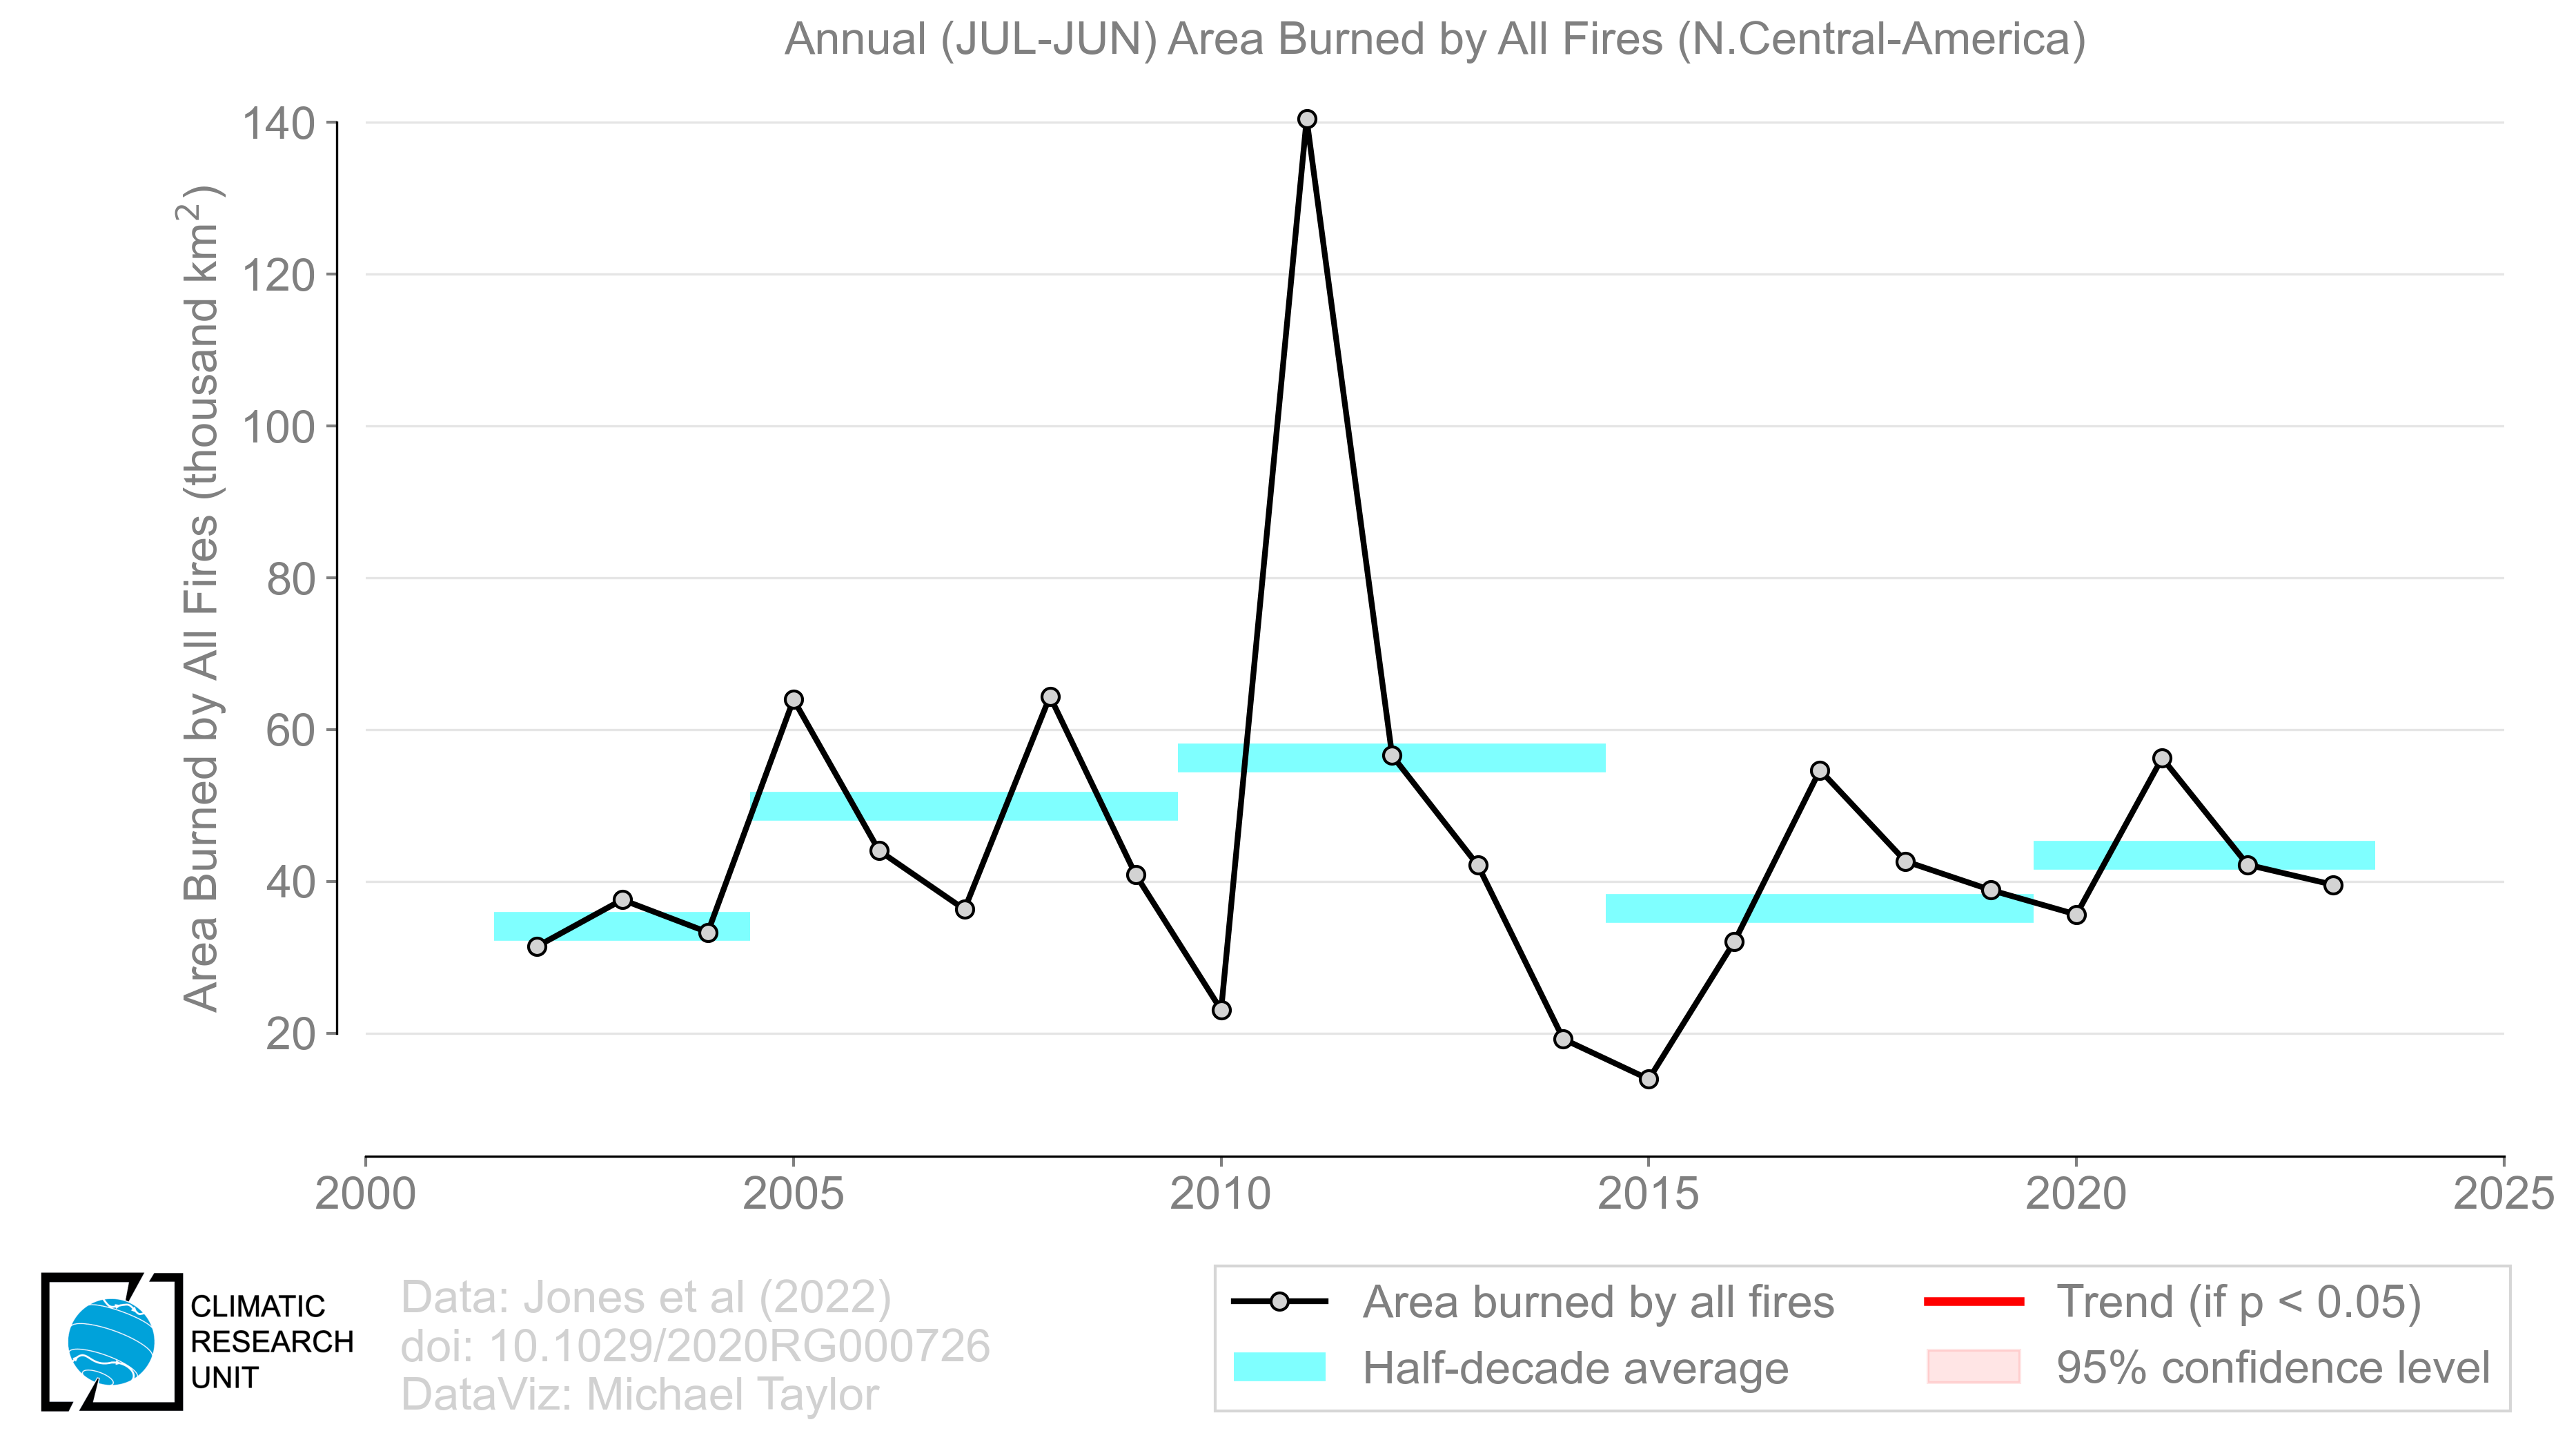 Annual (JUL-JUN) Area Burned by All Fires (N.Central-America)
Area Burned by All Fires (thousand km²)
140
120
100
80
60
40
20
2000 2005 2010 2015 2020 2025
CLIMATIC
RESEARCH
UNIT
Data: Jones et al (2022)
doi: 10.1029/2020RG000726
DataViz: Michael Taylor
Area burned by all fires
Half-decade average
Trend (if p < 0.05)
95% confidence level